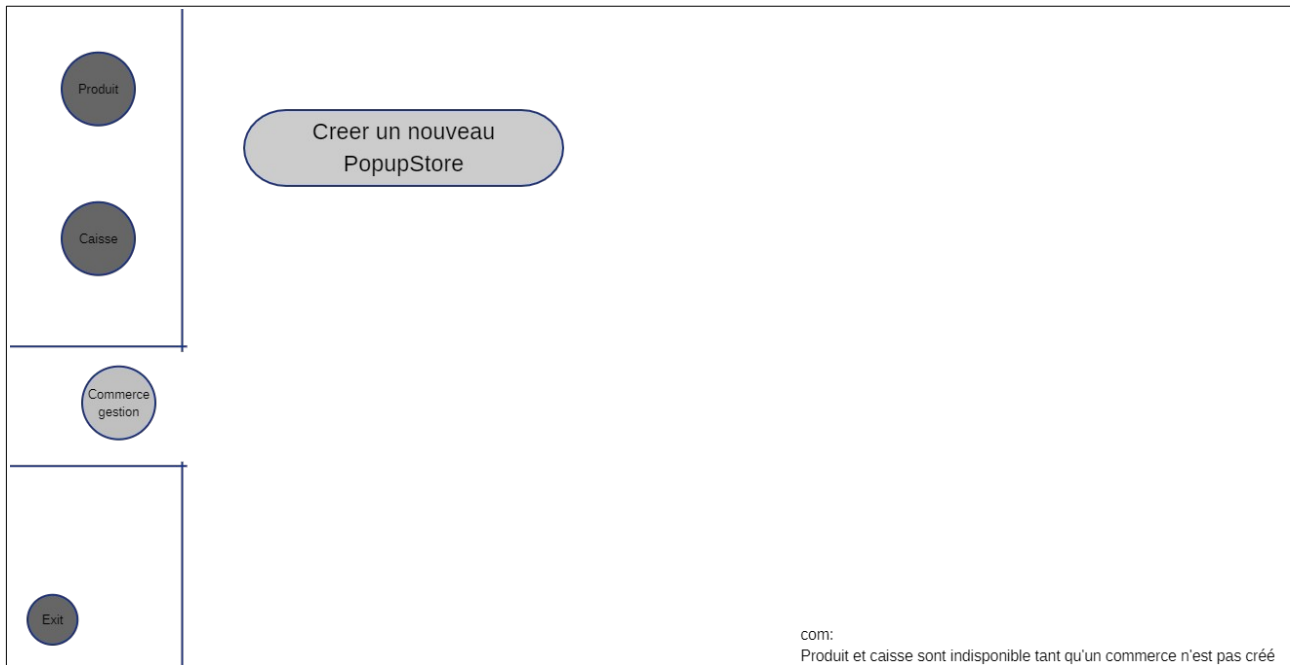 Produit
Creer un nouveau
PopupStore
Caisse
Commerce
gestion
Exit
com:
Produit et caisse sont indisponible tant qu'un commerce n'est pas créé